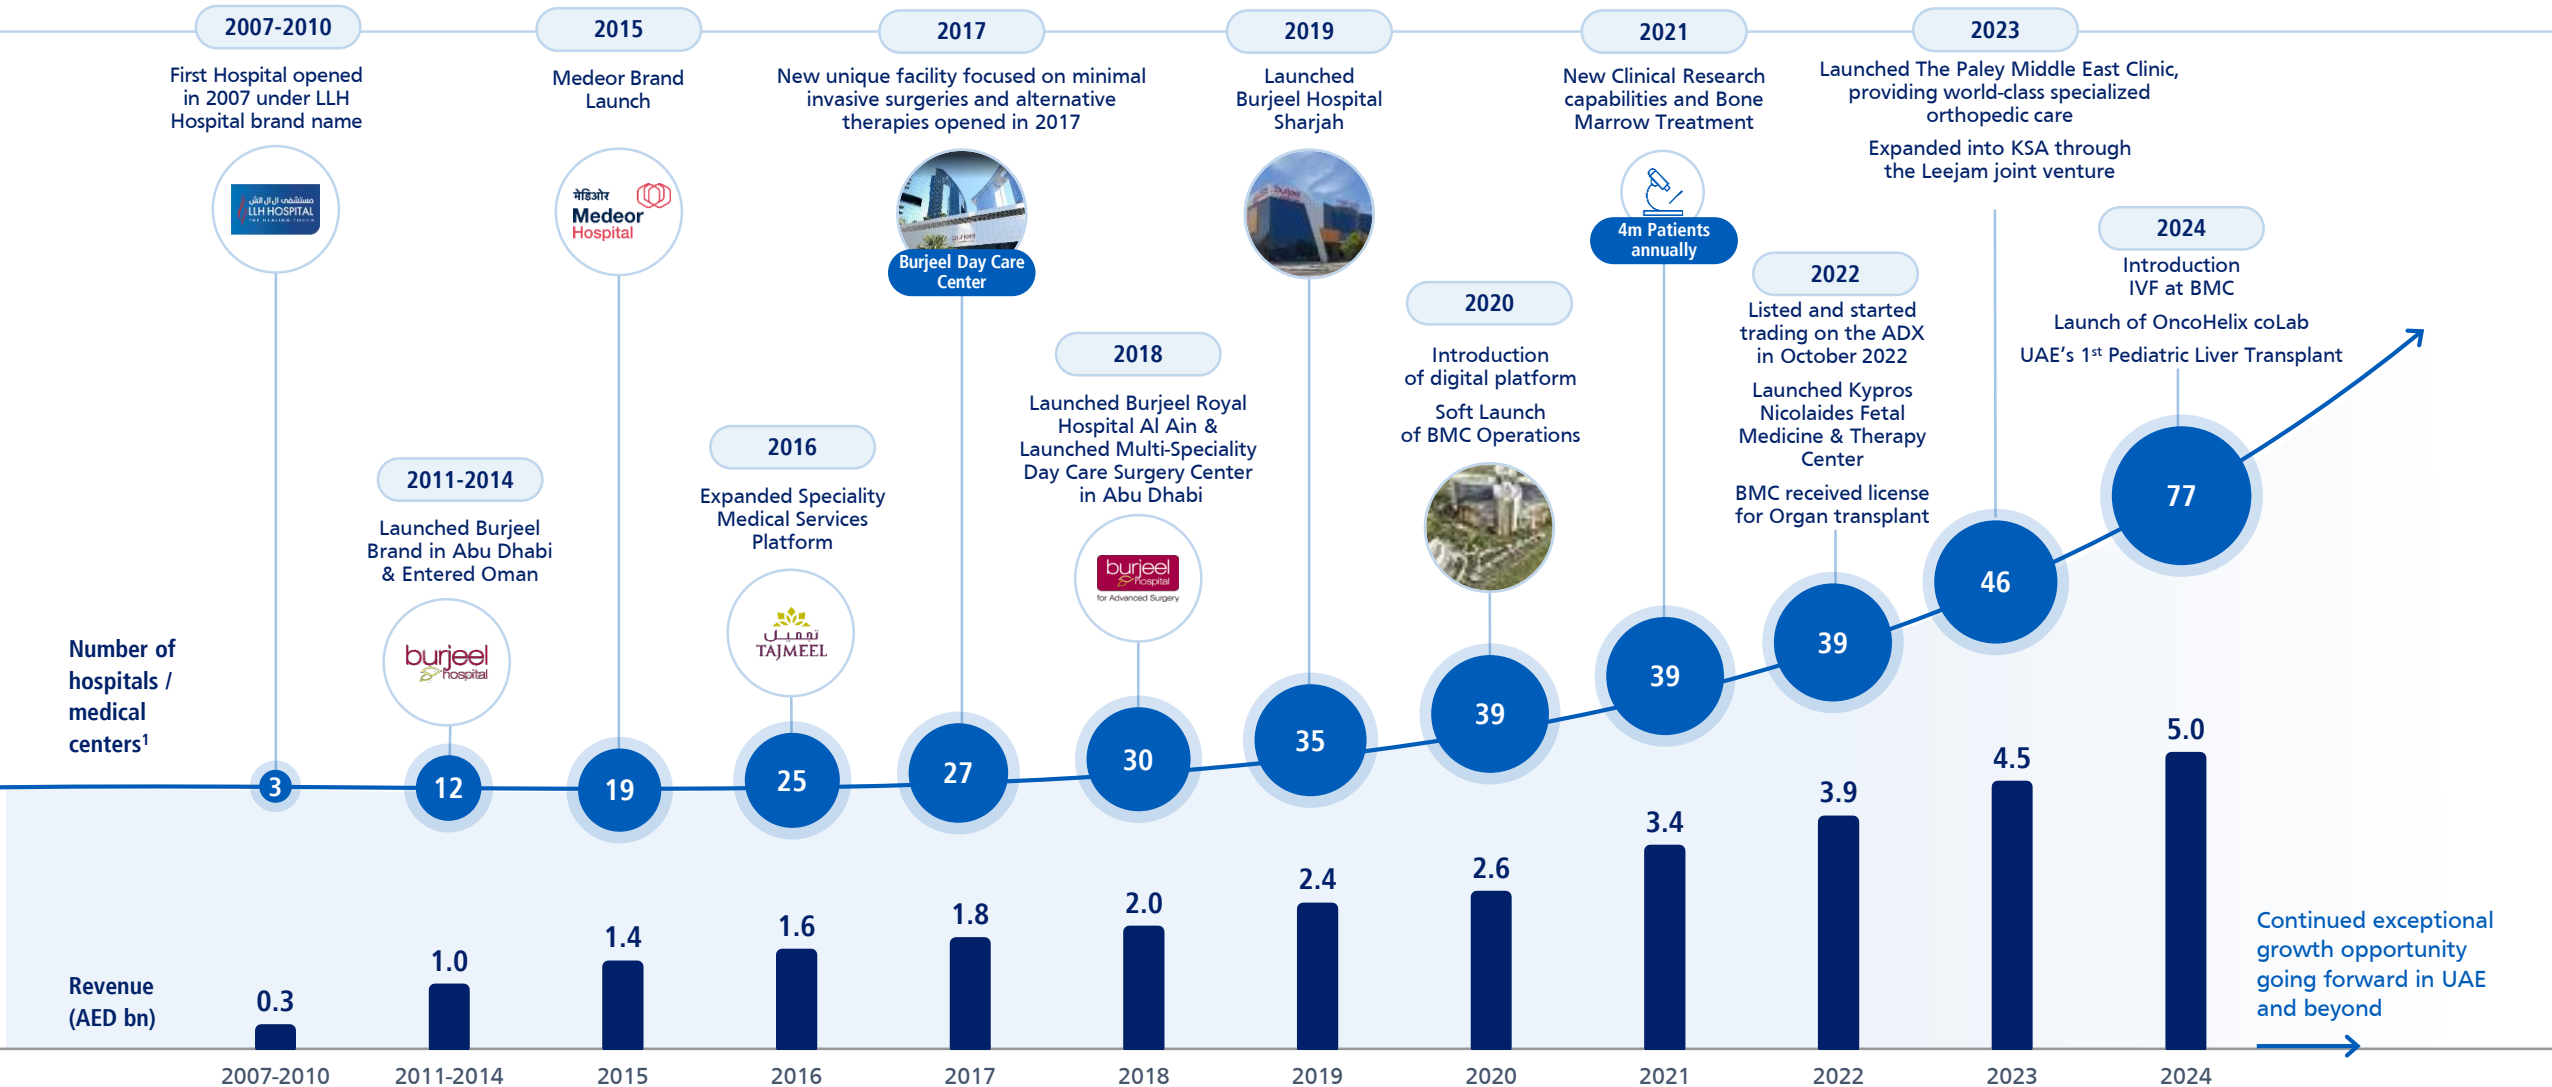 2007-2010
First Hospital opened
in 2007 under LLH
Hospital brand name
مستشفى ال ال اتش
LLH HOSPITAL
THE HEALING TOUCH
2011-2014
Launched Burjeel
Brand in Abu Dhabi
& Entered Oman
burjeel
hospital
2015
Medeor Brand
Launch
मेडिओर
Medeor
Hospital
2016
Expanded Speciality
Medical Services
Platform
تجميل
TAJMEEL
2017
New unique facility focused on minimal
invasive surgeries and alternative
therapies opened in 2017
burjeel
Burjeel Day Care
Center
2018
Launched Burjeel Royal
Hospital Al Ain &
Launched Multi-Speciality
Day Care Surgery Center
in Abu Dhabi
burjeel
hospital
for Advanced Surgery
2019
Launched
Burjeel Hospital
Sharjah
2020
Introduction
of digital platform
Soft Launch
of BMC Operations
2021
New Clinical Research
capabilities and Bone
Marrow Treatment
4m Patients
annually
2022
Listed and started
trading on the ADX
in October 2022
Launched Kypros
Nicolaides Fetal
Medicine & Therapy
Center
BMC received license
for Organ transplant
2023
Launched The Paley Middle East Clinic,
providing world-class specialized
orthopedic care
Expanded into KSA through
the Leejam joint venture
2024
Introduction
IVF at BMC
Launch of OncoHelix coLab
UAE's 1st Pediatric Liver Transplant
Number of
hospitals /
medical
centers1
3
12
19
25
27
30
35
39
39
39
46
77
Revenue
(AED bn)
0.3
1.0
1.4
1.6
1.8
2.0
2.4
2.6
3.4
3.9
4.5
5.0
Continued exceptional
growth opportunity
going forward in UAE
and beyond
2007-2010
2011-2014
2015
2016
2017
2018
2019
2020
2021
2022
2023
2024